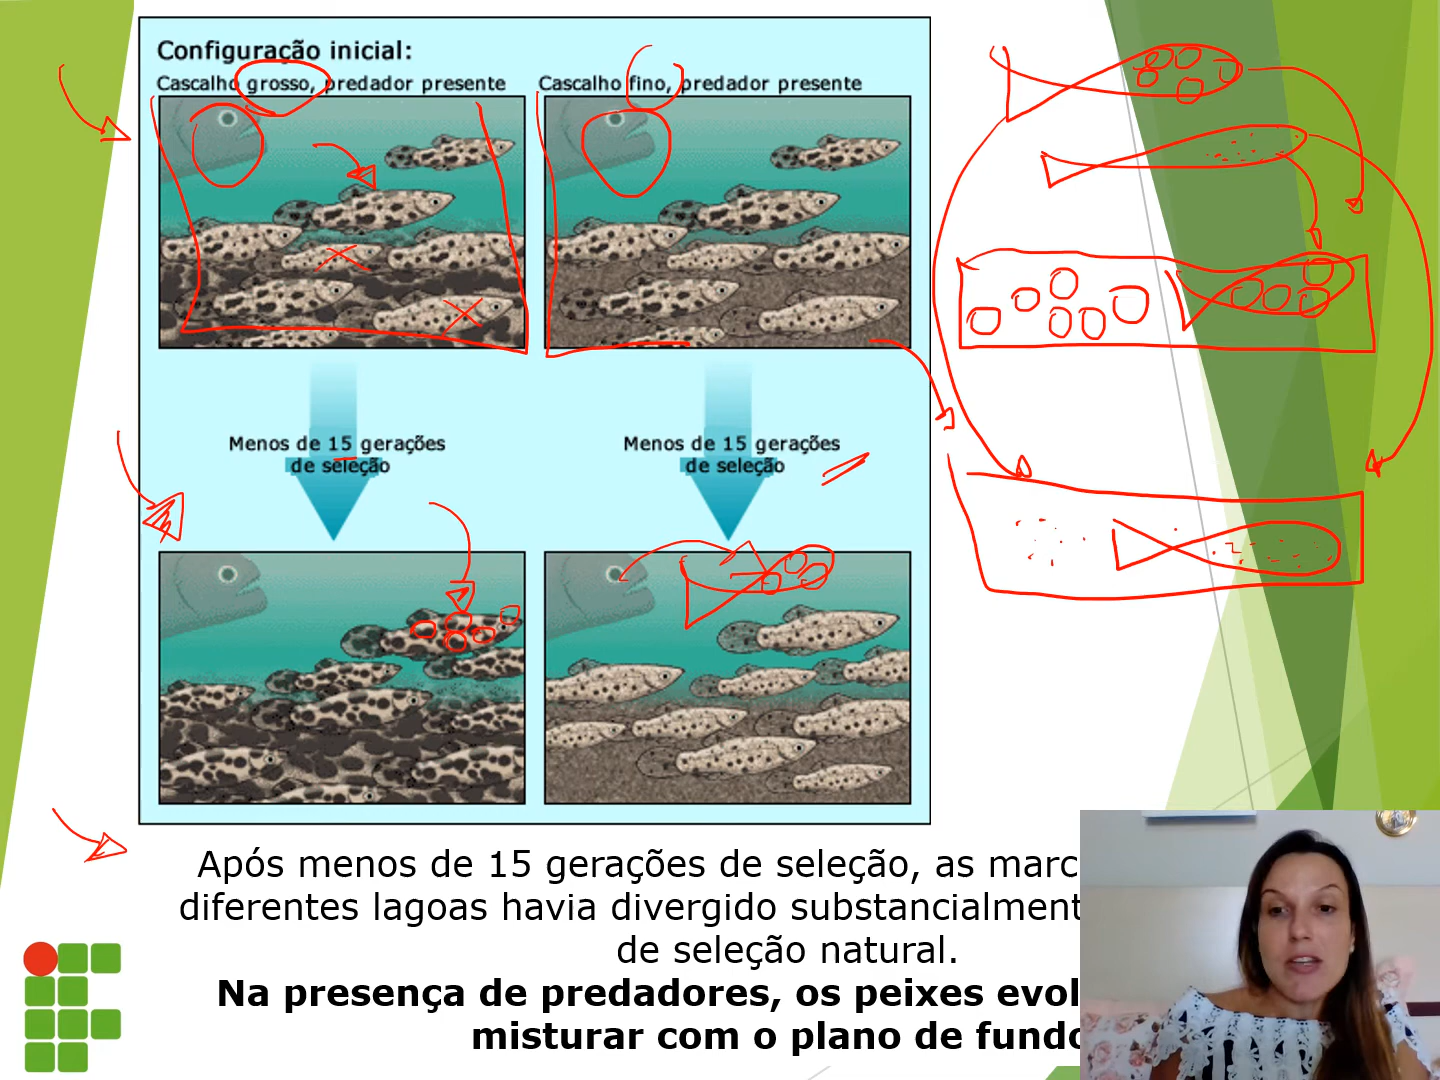 Configuração inicial:
Cascalho grosso, predador presente
Cascalho fino, predador presente
Menos de 15 gerações
de seleção
Menos de 15 gerações
de seleção
Após menos de 15 gerações de seleção, as marc
diferentes lagoas havia divergido substancialment
de seleção natural.
Na presença de predadores, os peixes evol
misturar com o plano de fundo